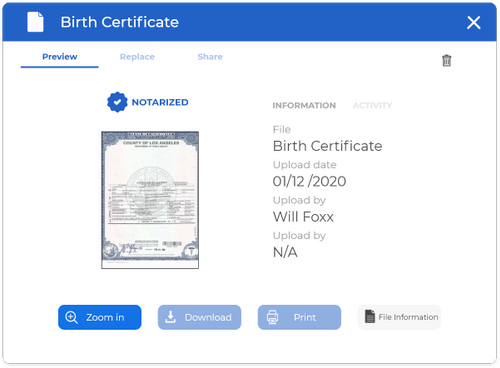 Birth Certificate
Preview
Replace
Share
NOTARIZED
COUNTY OF LOS ANGELES
INFORMATION
ACTIVITY
File
Birth Certificate
Upload date
01/12 /2020
Upload by
Will Foxx
Upload by
N/A
Zoom in
Download
Print
File Information